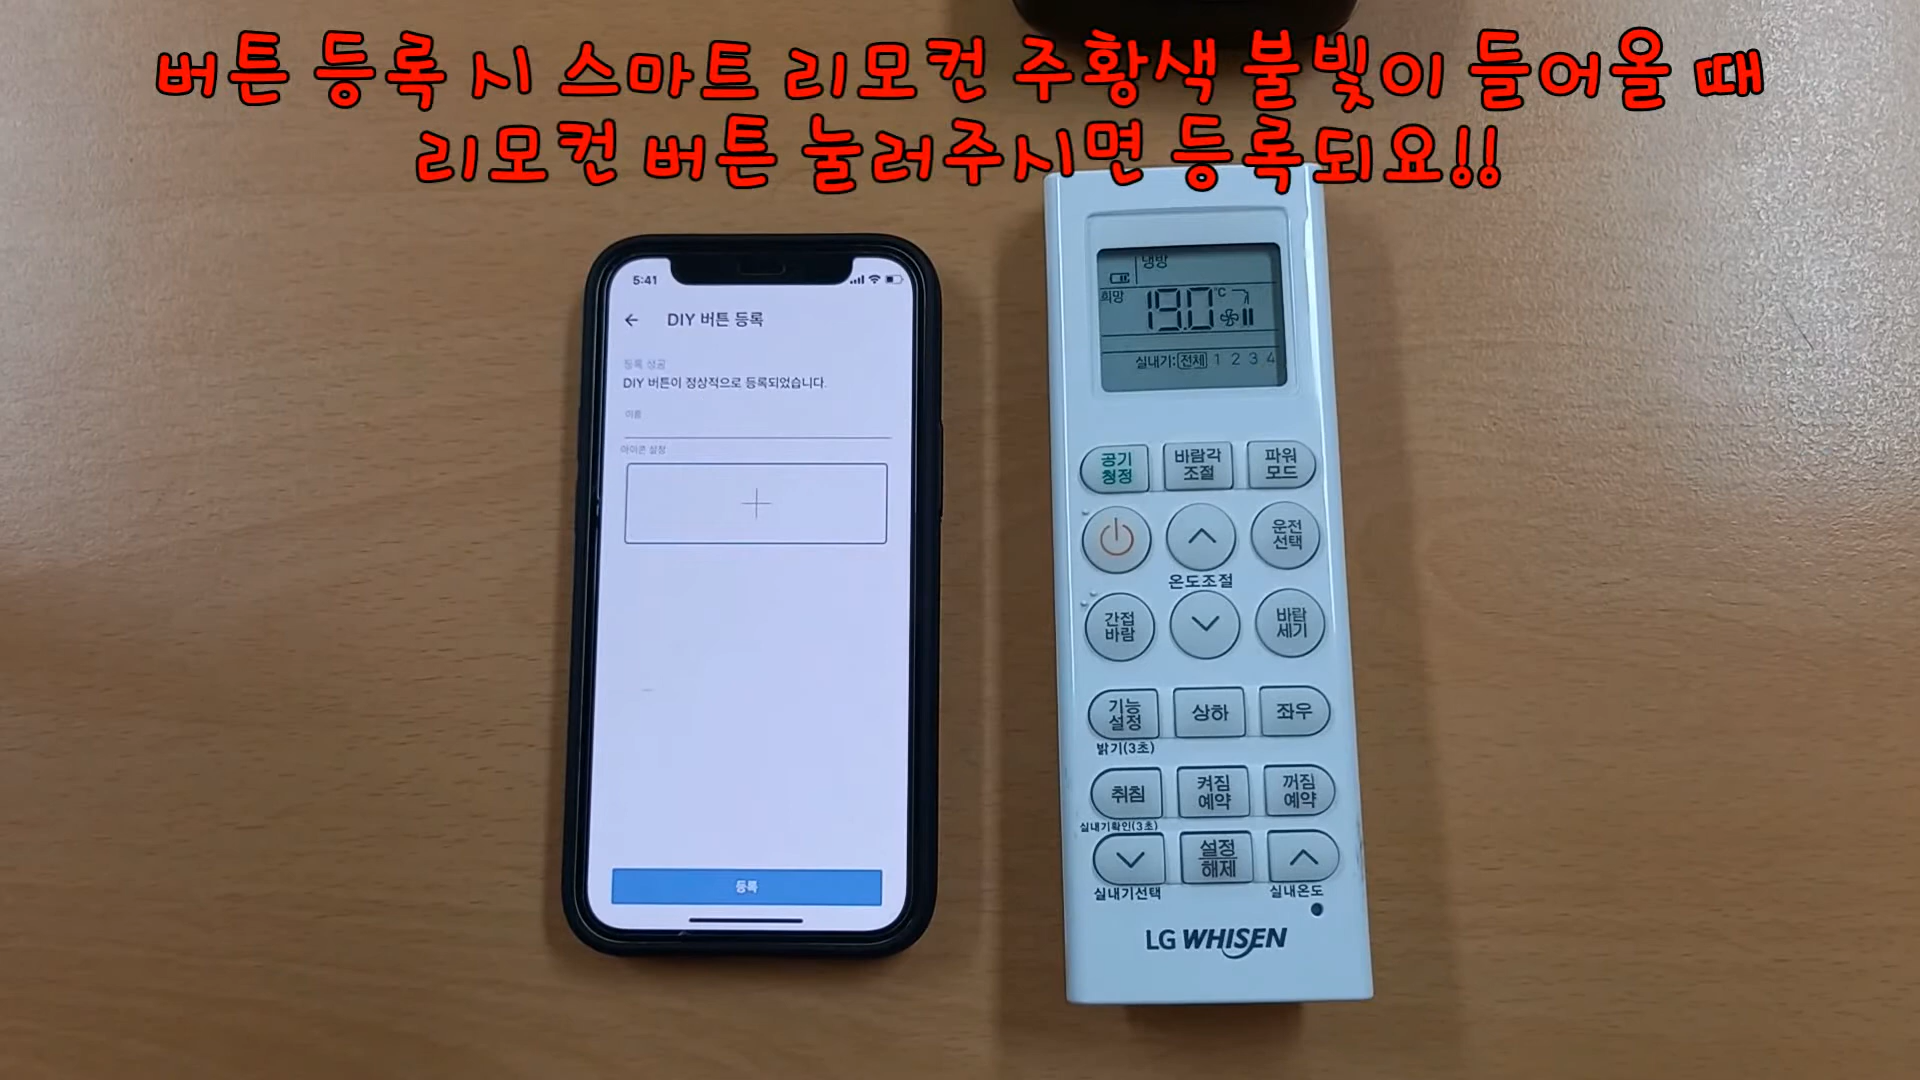 버튼 등록 시 스마트 리모컨 주황색 불빛이 들어올 때
리모컨 버튼 눌러주시면 등록되요!!
5:41
DIY 버튼 등록
등록 성공
DIY 버튼이 정상적으로 등록되었습니다.
이름
아이콘 설정
등록
냉방
희망
19.0°C
실내기:전체 1 2 3 4
공기
청정
바람각
조절
파워
모드
운전
선택
온도조절
간접
바람
바람
세기
기능
설정
상하
좌우
밝기(3초)
취침
켜짐
예약
꺼짐
예약
실내기확인(3초)
설정
해제
실내기선택
실내온도
LG WHISEN